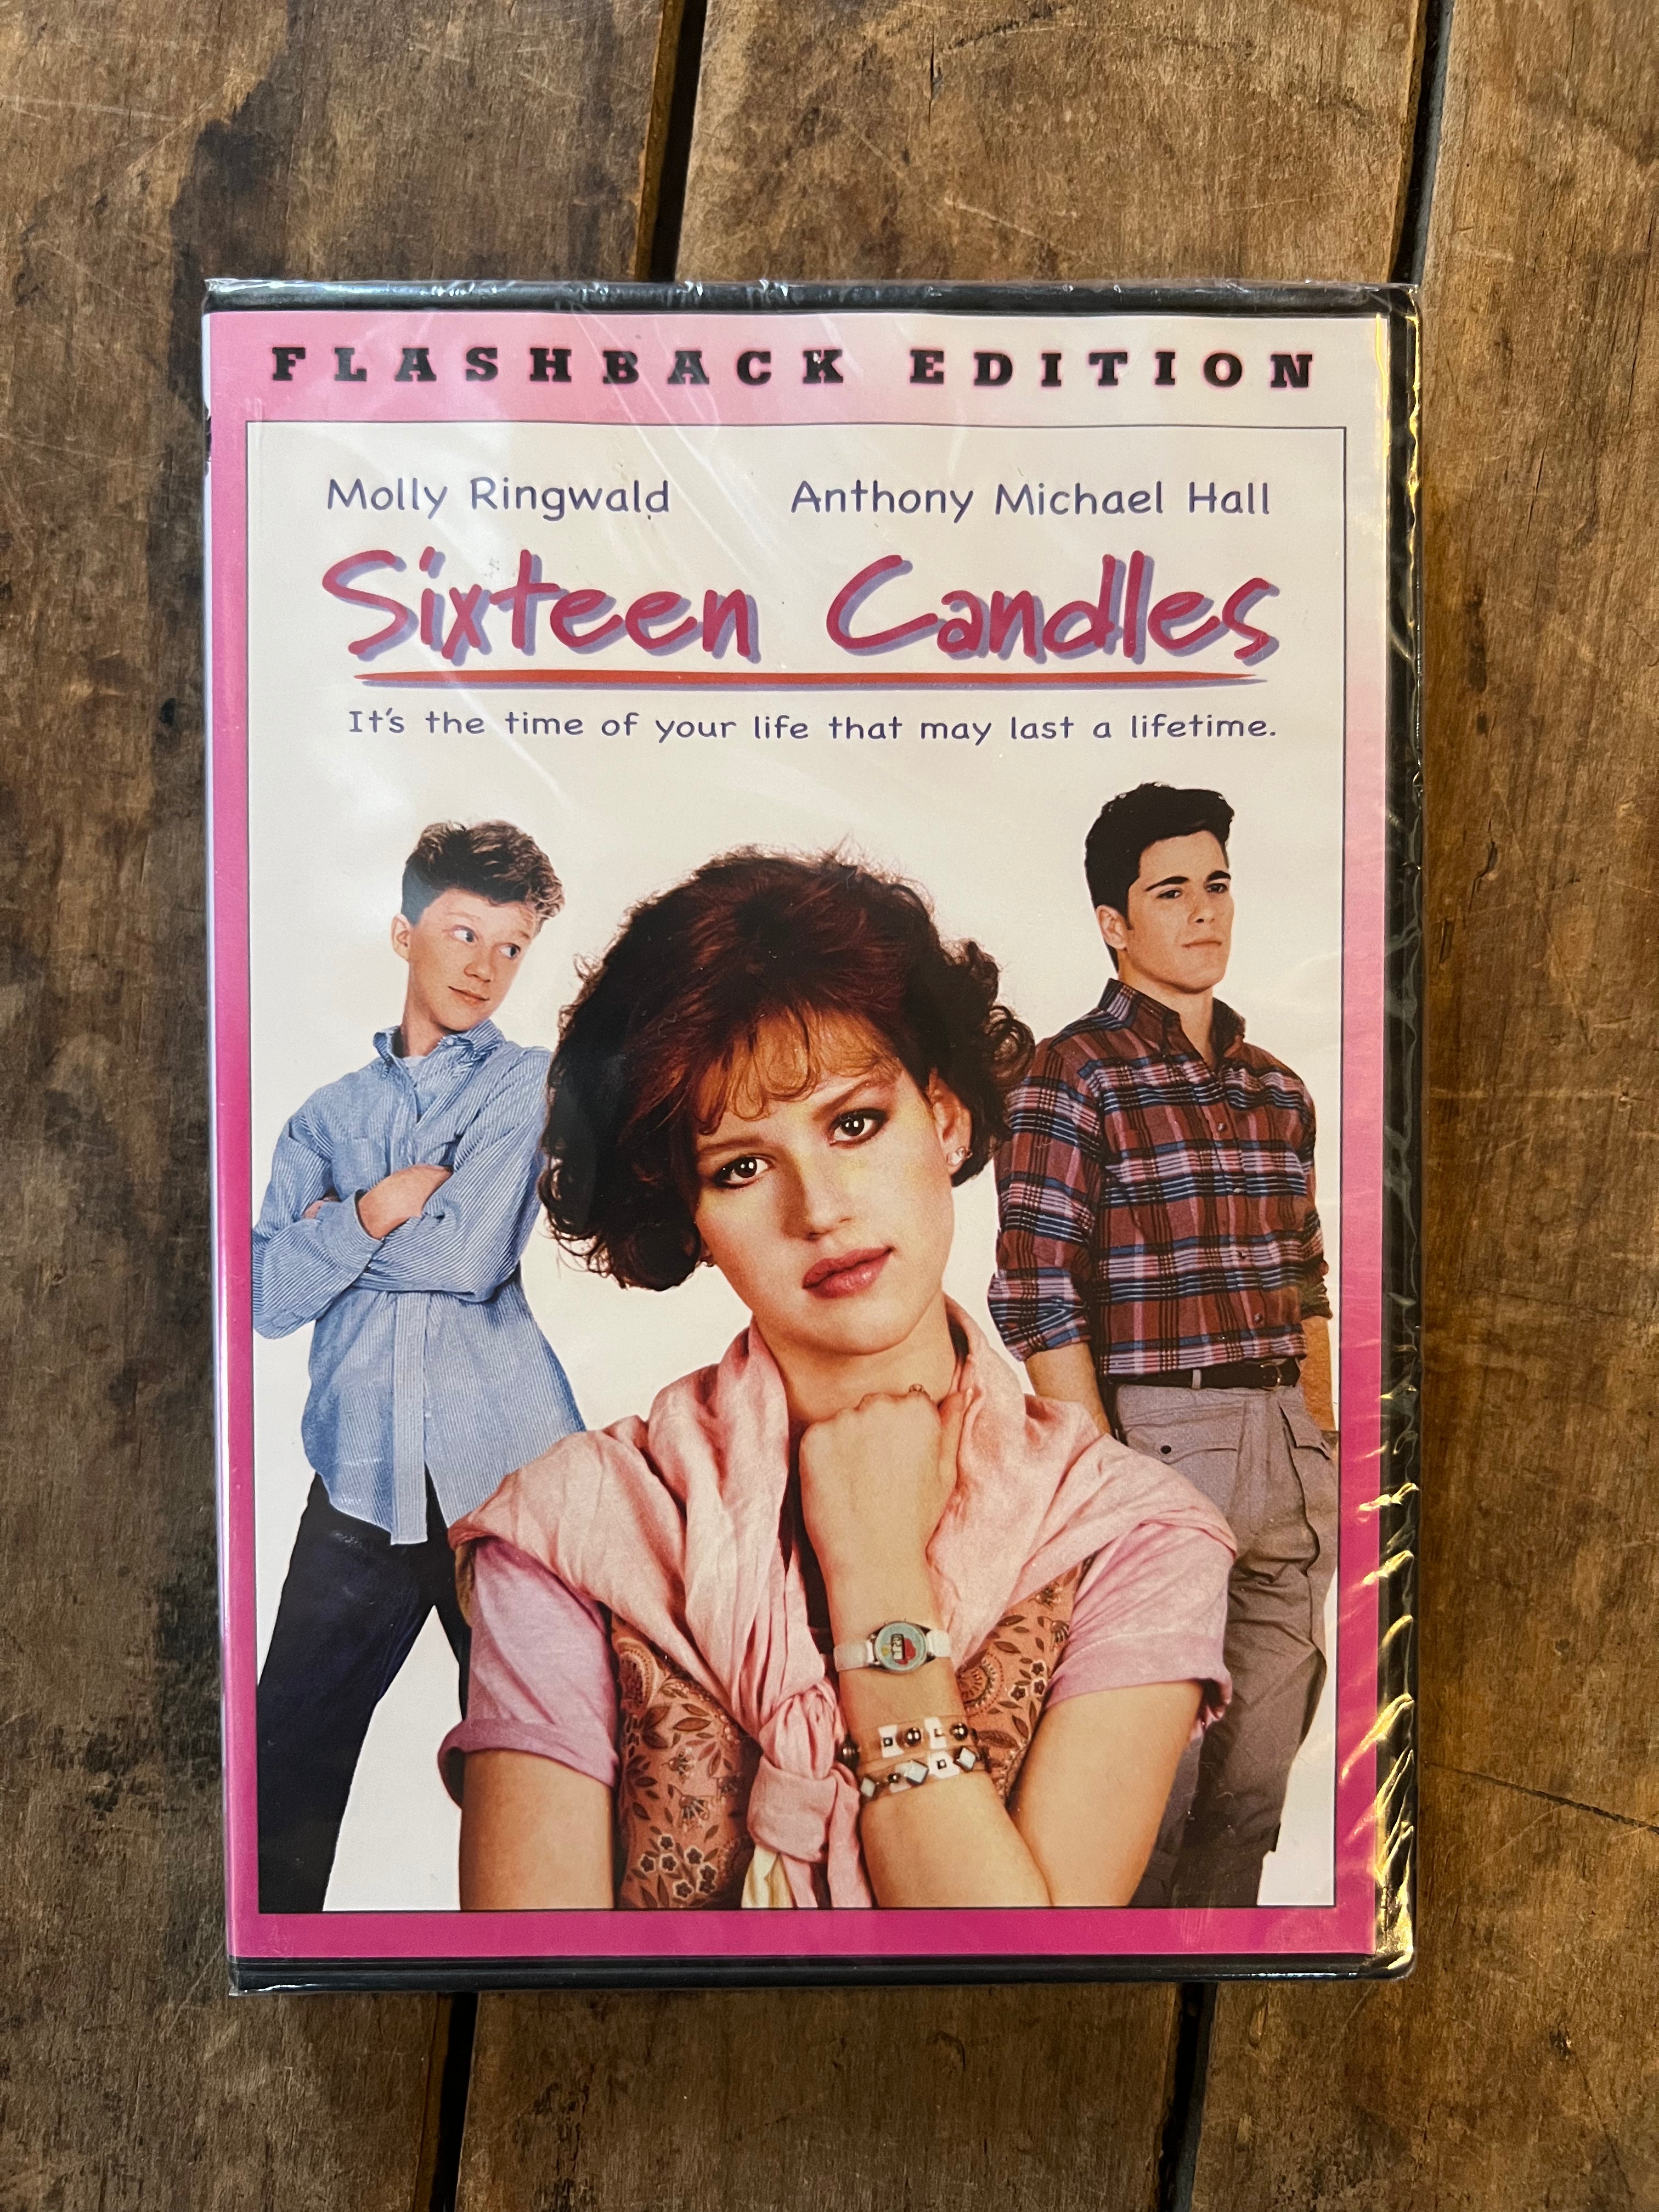 FLASHBACK EDITION
Molly Ringwald Anthony Michael Hall
Sixteen Candles
It's the time of your life that may last a lifetime.